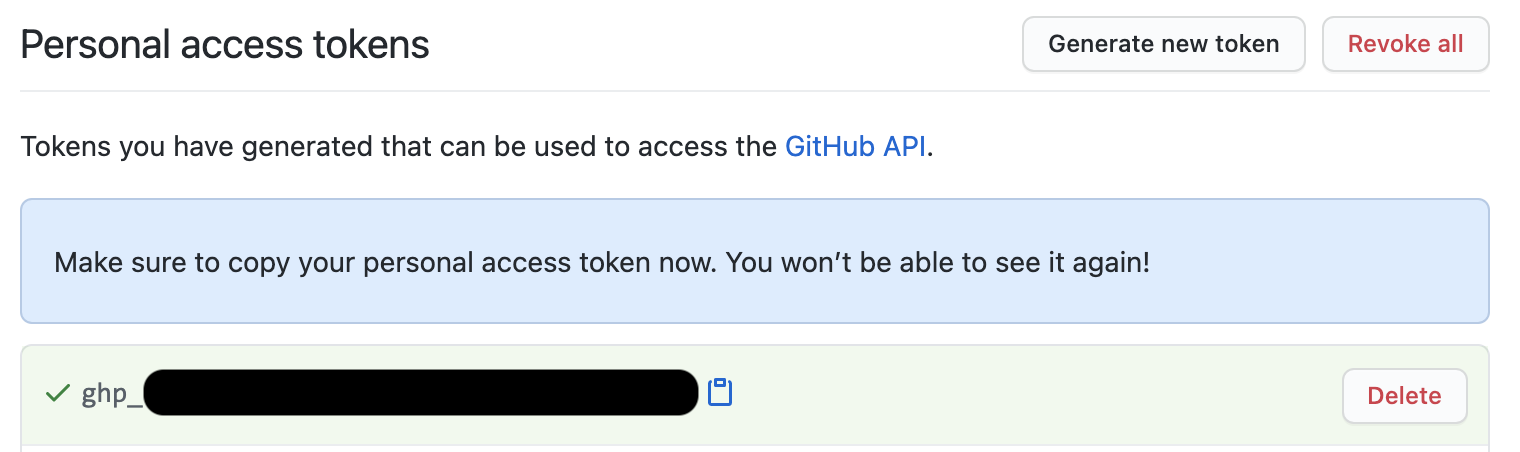 Personal access tokens
Generate new token
Revoke all
Tokens you have generated that can be used to access the GitHub API.
Make sure to copy your personal access token now. You won’t be able to see it again!
ghp_
Delete